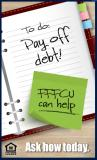 To do:
Pay off
debt!
FFFCU
can help
Ask how today.